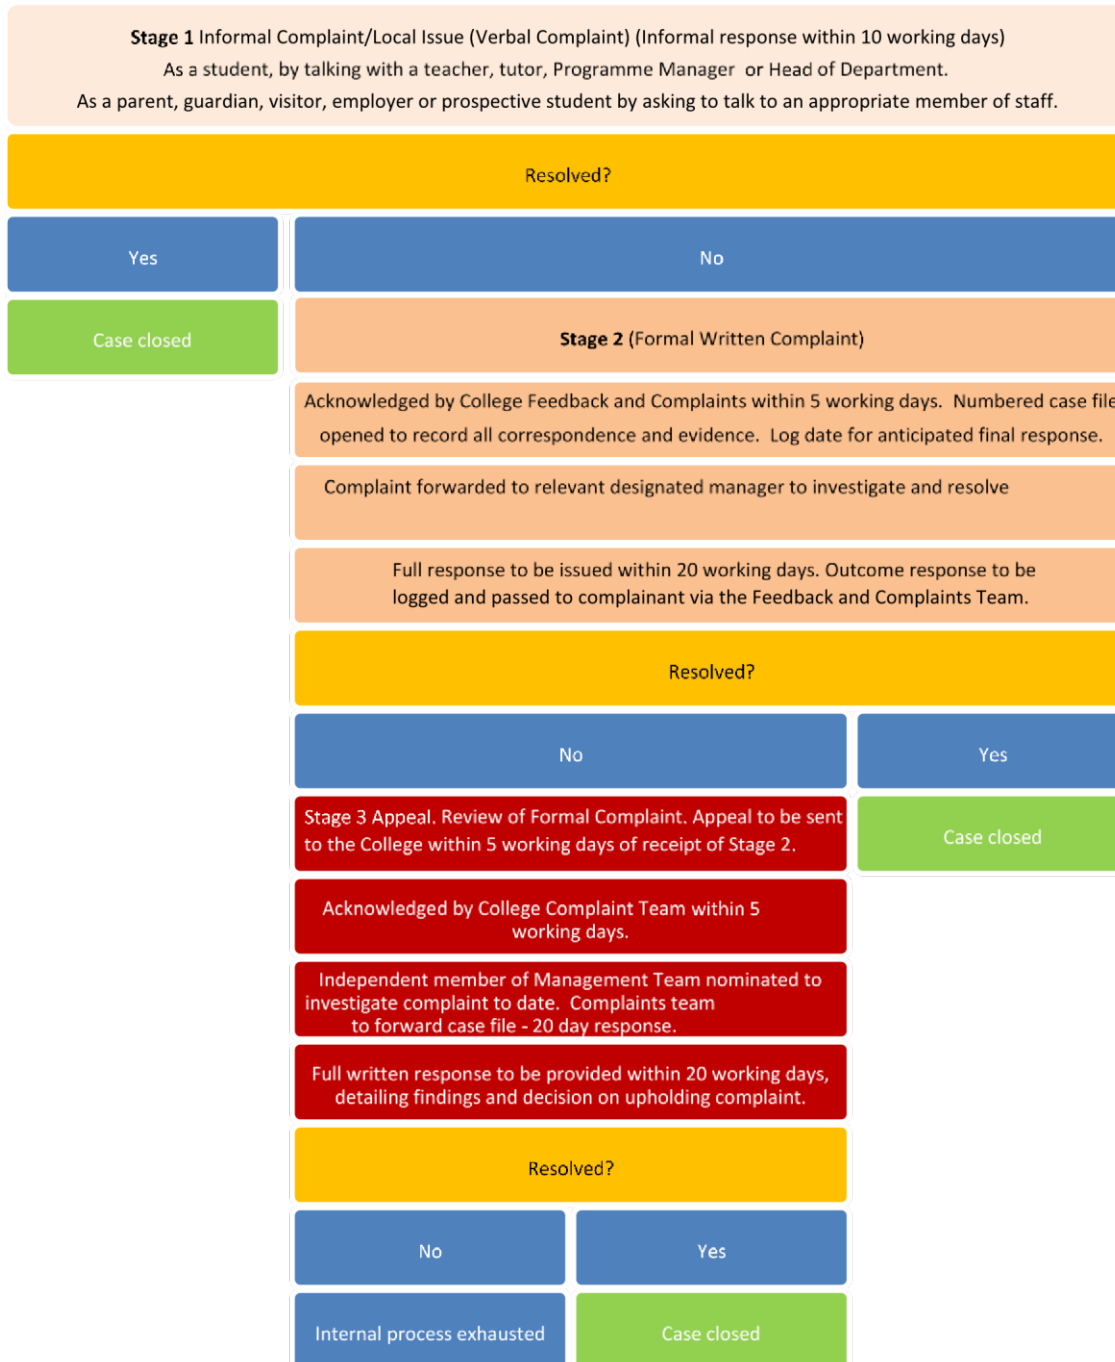 Stage 1 Informal Complaint/Local Issue (Verbal Complaint) (Informal response within 10 working days)
As a student, by talking with a teacher, tutor, Programme Manager or Head of Department.
As a parent, guardian, visitor, employer or prospective student by asking to talk to an appropriate member of staff.
Resolved?
Yes
No
Case closed
Stage 2 (Formal Written Complaint)
Acknowledged by College Feedback and Complaints within 5 working days. Numbered case file
opened to record all correspondence and evidence. Log date for anticipated final response.
Complaint forwarded to relevant designated manager to investigate and resolve
Full response to be issued within 20 working days. Outcome response to be
logged and passed to complainant via the Feedback and Complaints Team.
Resolved?
No
Yes
Stage 3 Appeal. Review of Formal Complaint. Appeal to be sent
to the College within 5 working days of receipt of Stage 2.
Case closed
Acknowledged by College Complaint Team within 5
working days.
Independent member of Management Team nominated to
investigate complaint to date. Complaints team
to forward case file - 20 day response.
Full written response to be provided within 20 working days,
detailing findings and decision on upholding complaint.
Resolved?
No
Yes
Internal process exhausted
Case closed